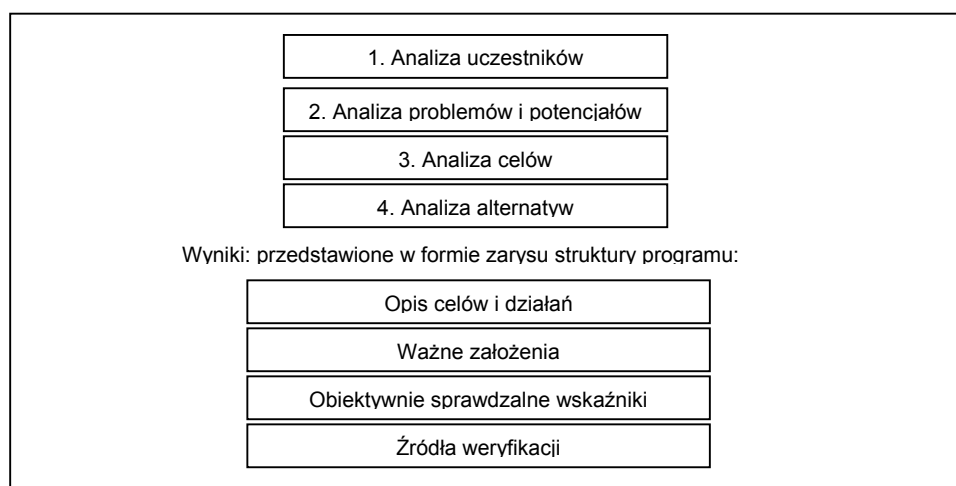 1. Analiza uczestników
2. Analiza problemów i potencjałów
3. Analiza celów
4. Analiza alternatyw
Wyniki: przedstawione w formie zarysu struktury programu:
Opis celów i działań
Ważne założenia
Obiektywnie sprawdzalne wskaźniki
Źródła weryfikacji